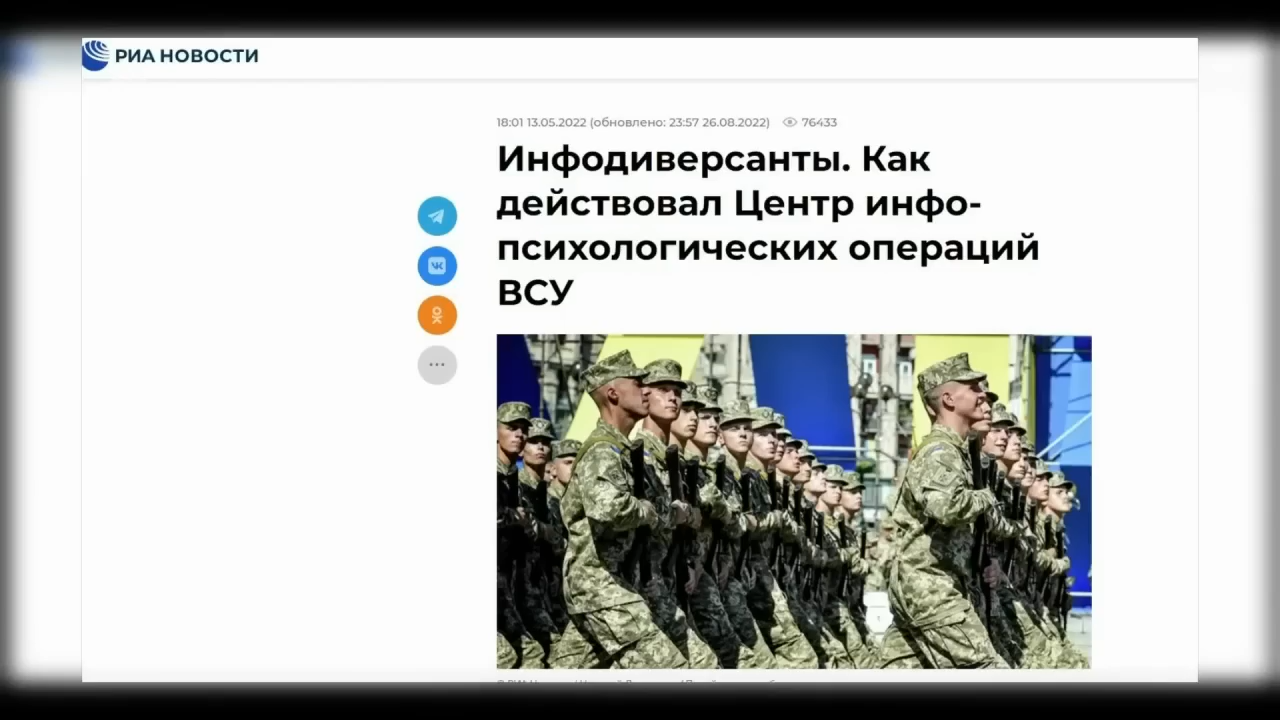 РИА НОВОСТИ
18:01 13.05.2022 (обновлено: 23:57 26.08.2022) 76433
Инфодиверсанты. Как
действовал Центр инфо-
психологических операций
ВСУ